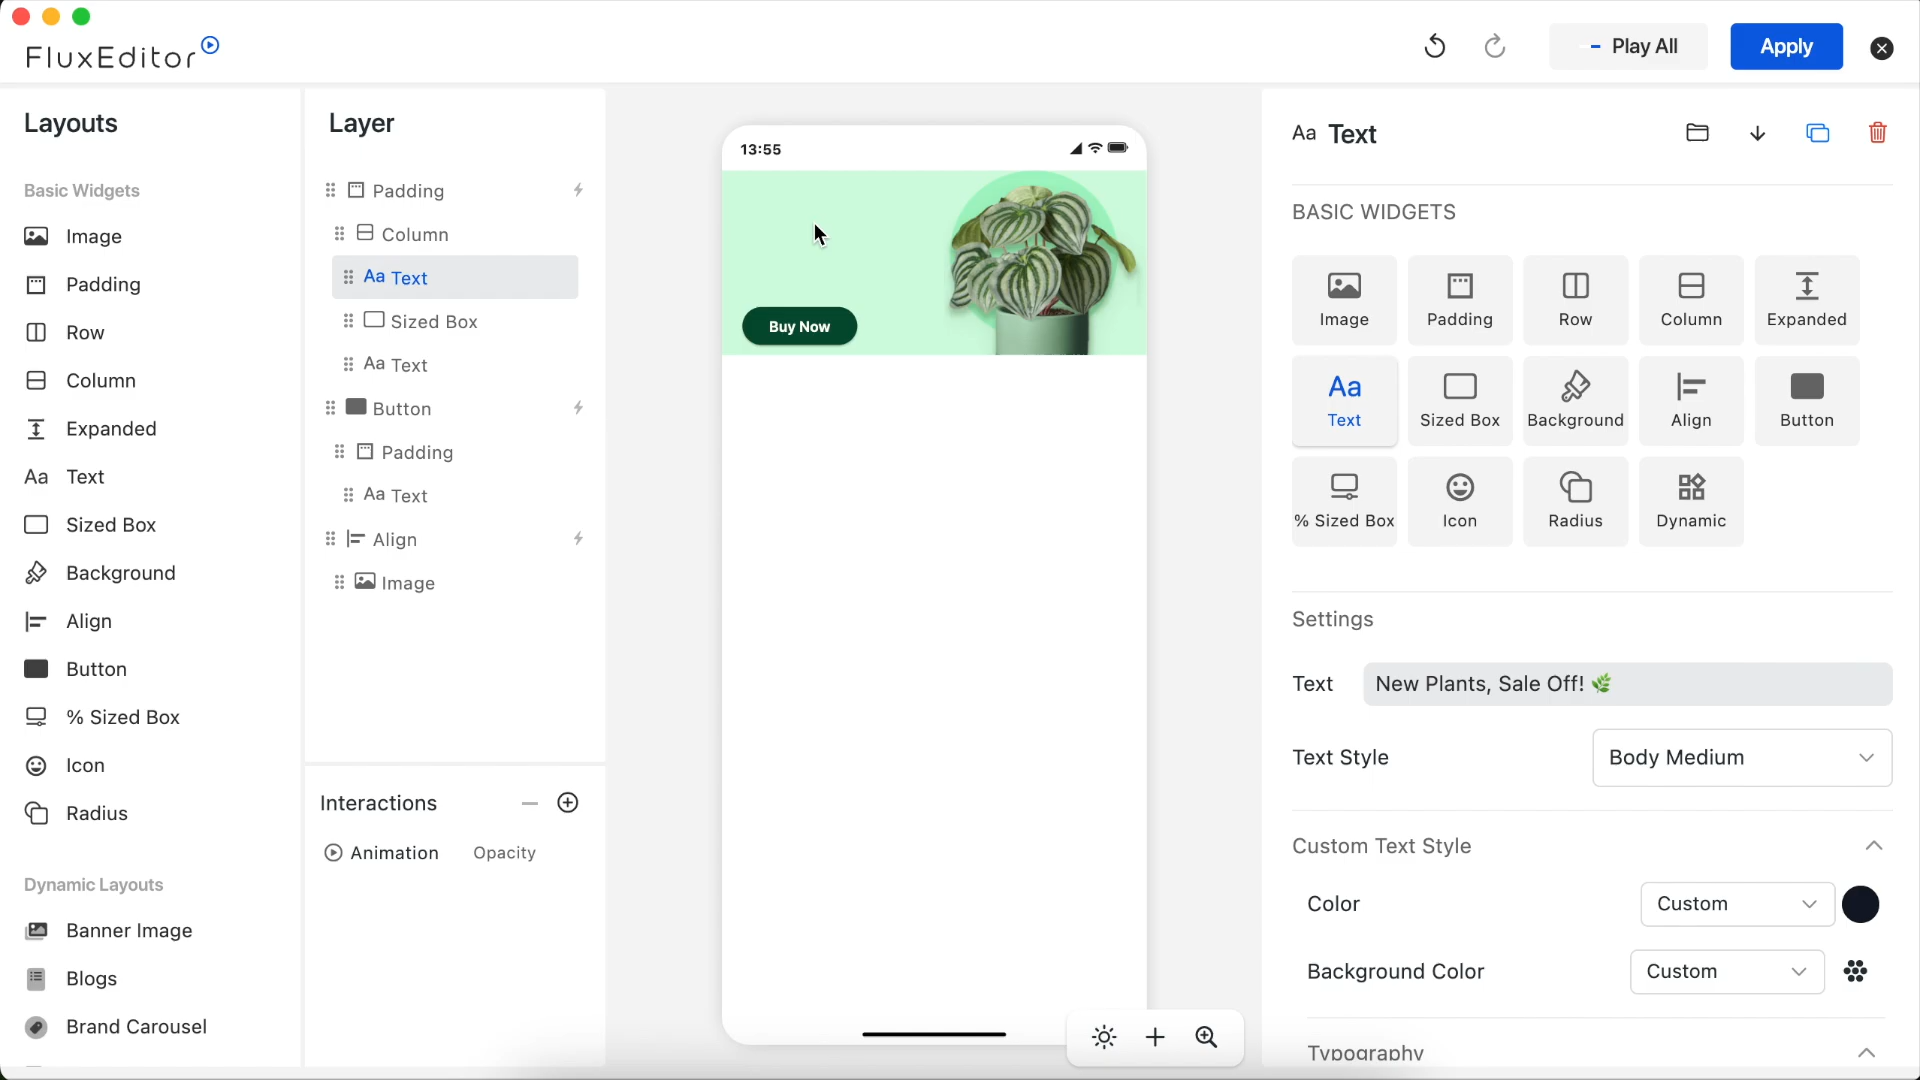 FluxEditor
Play All
Apply
Layouts
Basic Widgets
Image
Padding
Row
Column
Expanded
Aa Text
Sized Box
Background
Align
Button
% Sized Box
Icon
Radius
Dynamic Layouts
Banner Image
Blogs
Brand Carousel
Layer
Padding
Column
Aa Text
Sized Box
Aa Text
Button
Padding
Aa Text
Align
Image
Interactions
Animation Opacity
13:55
Buy Now
Aa Text
BASIC WIDGETS
Image Padding Row Column Expanded
Aa
Text Sized Box Background Align Button
% Sized Box Icon Radius Dynamic
Settings
Text New Plants, Sale Off! 🌿
Text Style Body Medium
Custom Text Style
Color Custom
Background Color Custom
Typography